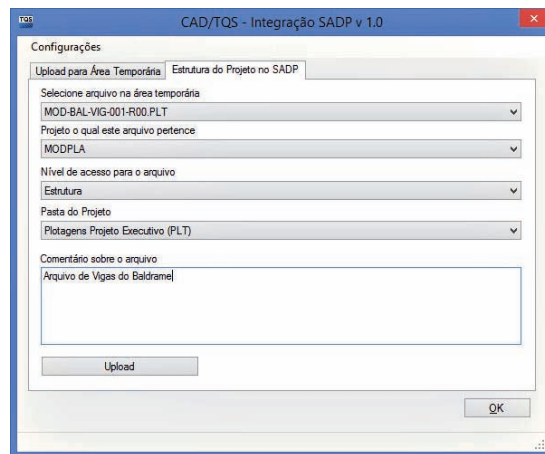 TQS
CAD/TQS - Integração SADP v 1.0
Configurações
Upload para Área Temporária
Estrutura do Projeto no SADP
Selecione arquivo na área temporária
MOD-BAL-VIG-001-R00.PLT
Projeto o qual este arquivo pertence
MODPLA
Nível de acesso para o arquivo
Estrutura
Pasta do Projeto
Plotagens Projeto Executivo (PLT)
Comentário sobre o arquivo
Arquivo de Vigas do Baldrame
Upload
OK